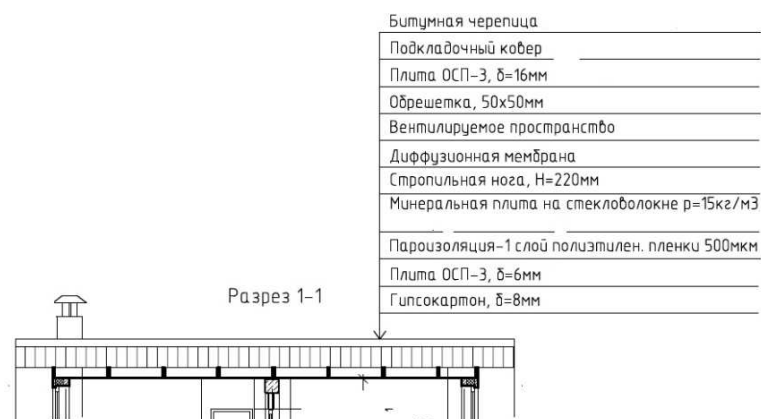 Битумная черепица
Подкладочный ковер
Плита ОСП-3, δ=16мм
Обрешетка, 50х50мм
Вентилируемое пространство
Диффузионная мембрана
Стропильная нога, Н=220мм
Минеральная плита на стекловолокне р=15кг/м3
Пароизоляция-1 слой полиэтилен. пленки 500мкм
Плита ОСП-3, δ=6мм
Гипсокартон, δ=8мм
Разрез 1-1